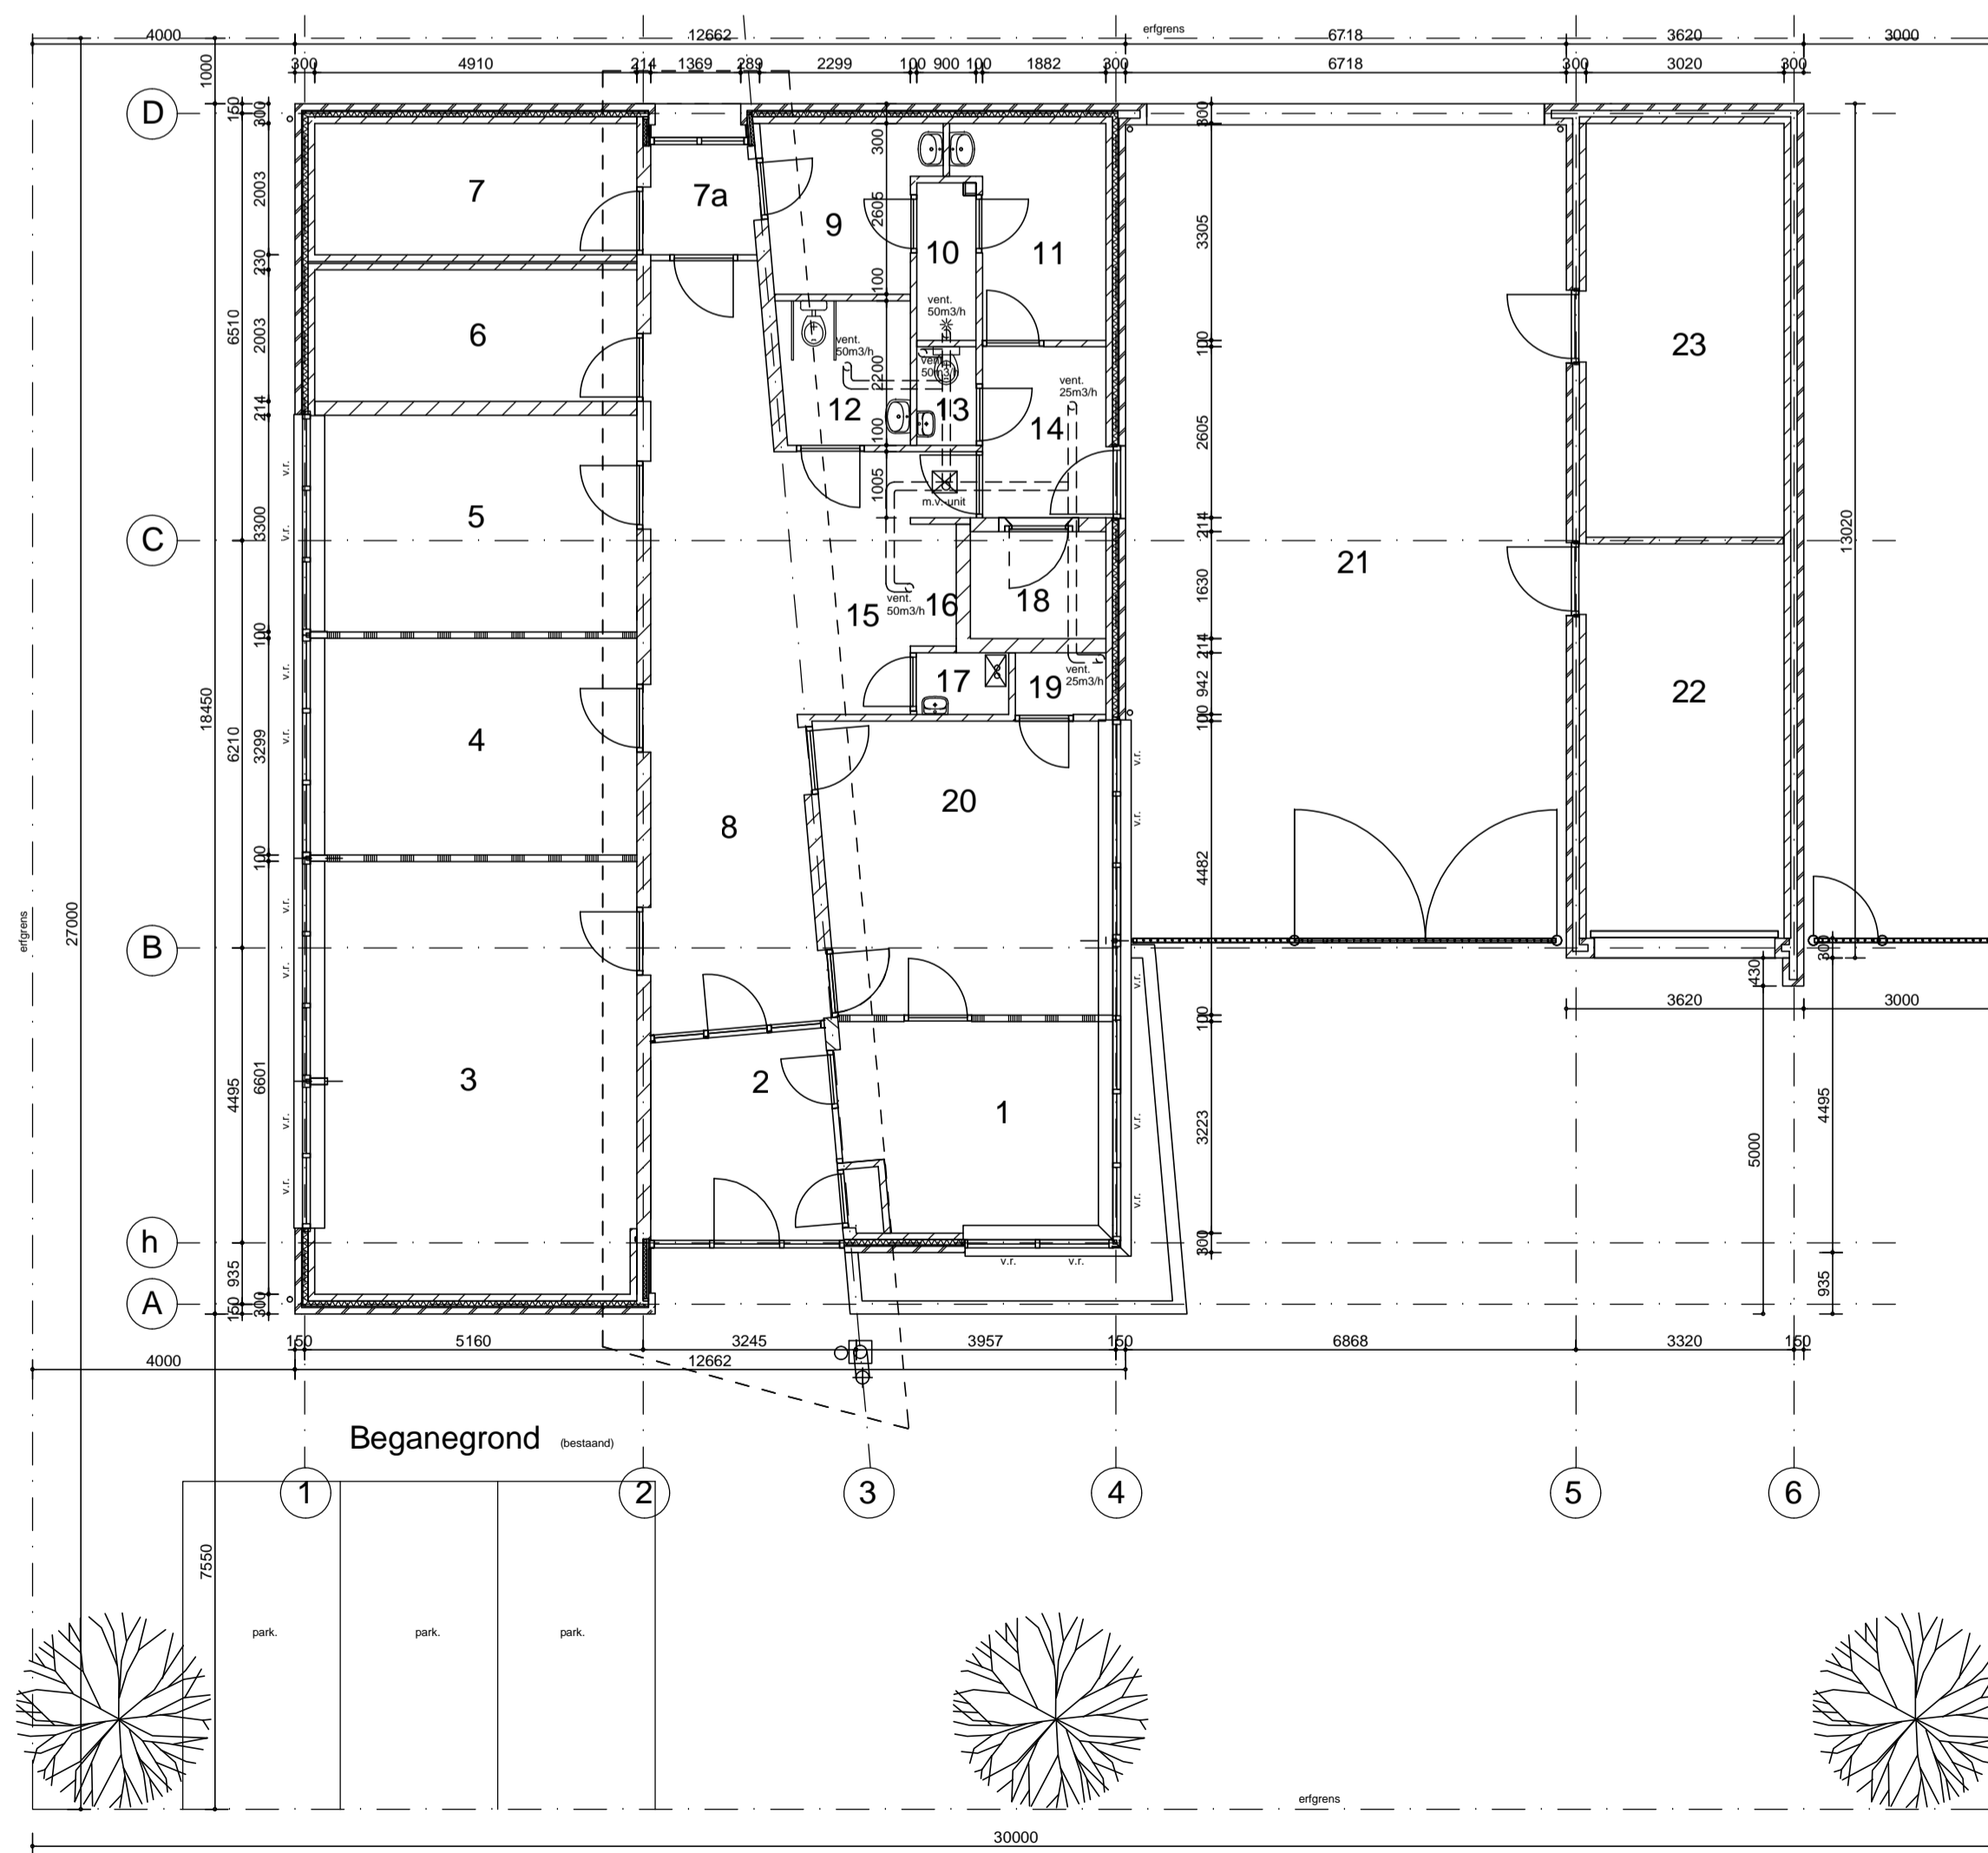 erfgrens
4000 12662 6718 3620 3000
300 4910 214 1369 289 2299 100 900 100 1882 300 6718 300 3020 300
1000
150 300
D
300 300
2003 2605 3305
7 7a 9 10 11
230 100
6510 2003
6
vent.
50m3/h
vent.
50m3/h
vent.
50m3/h
vent.
25m3/h
100
23
2200
12 13 14
214 100 2605
v.r.
1005
m.v.-unit
5
3300
v.r.
C
214
13020
21
1630
15 16 18
vent.
50m3/h
100
214
v.r.
17 19
vent.
25m3/h
942
22
18450
100
6210 3299
4
v.r.
v.r.
20
v.r.
8
100
4482
v.r.
erfgrens
27000
B
300
430
v.r.
v.r.
3620 3000
100
4495 6601
3 2 1
v.r.
v.r.
3223
5000
4495
v.r.
v.r.
h
300
v.r. v.r.
935
935
A
150 300
150 5160 3245 3957 150 6868 3320 150
4000 12662
Beganegrond (bestaand)
1 2 3 4 5 6
7550
park. park. park.
erfgrens
30000